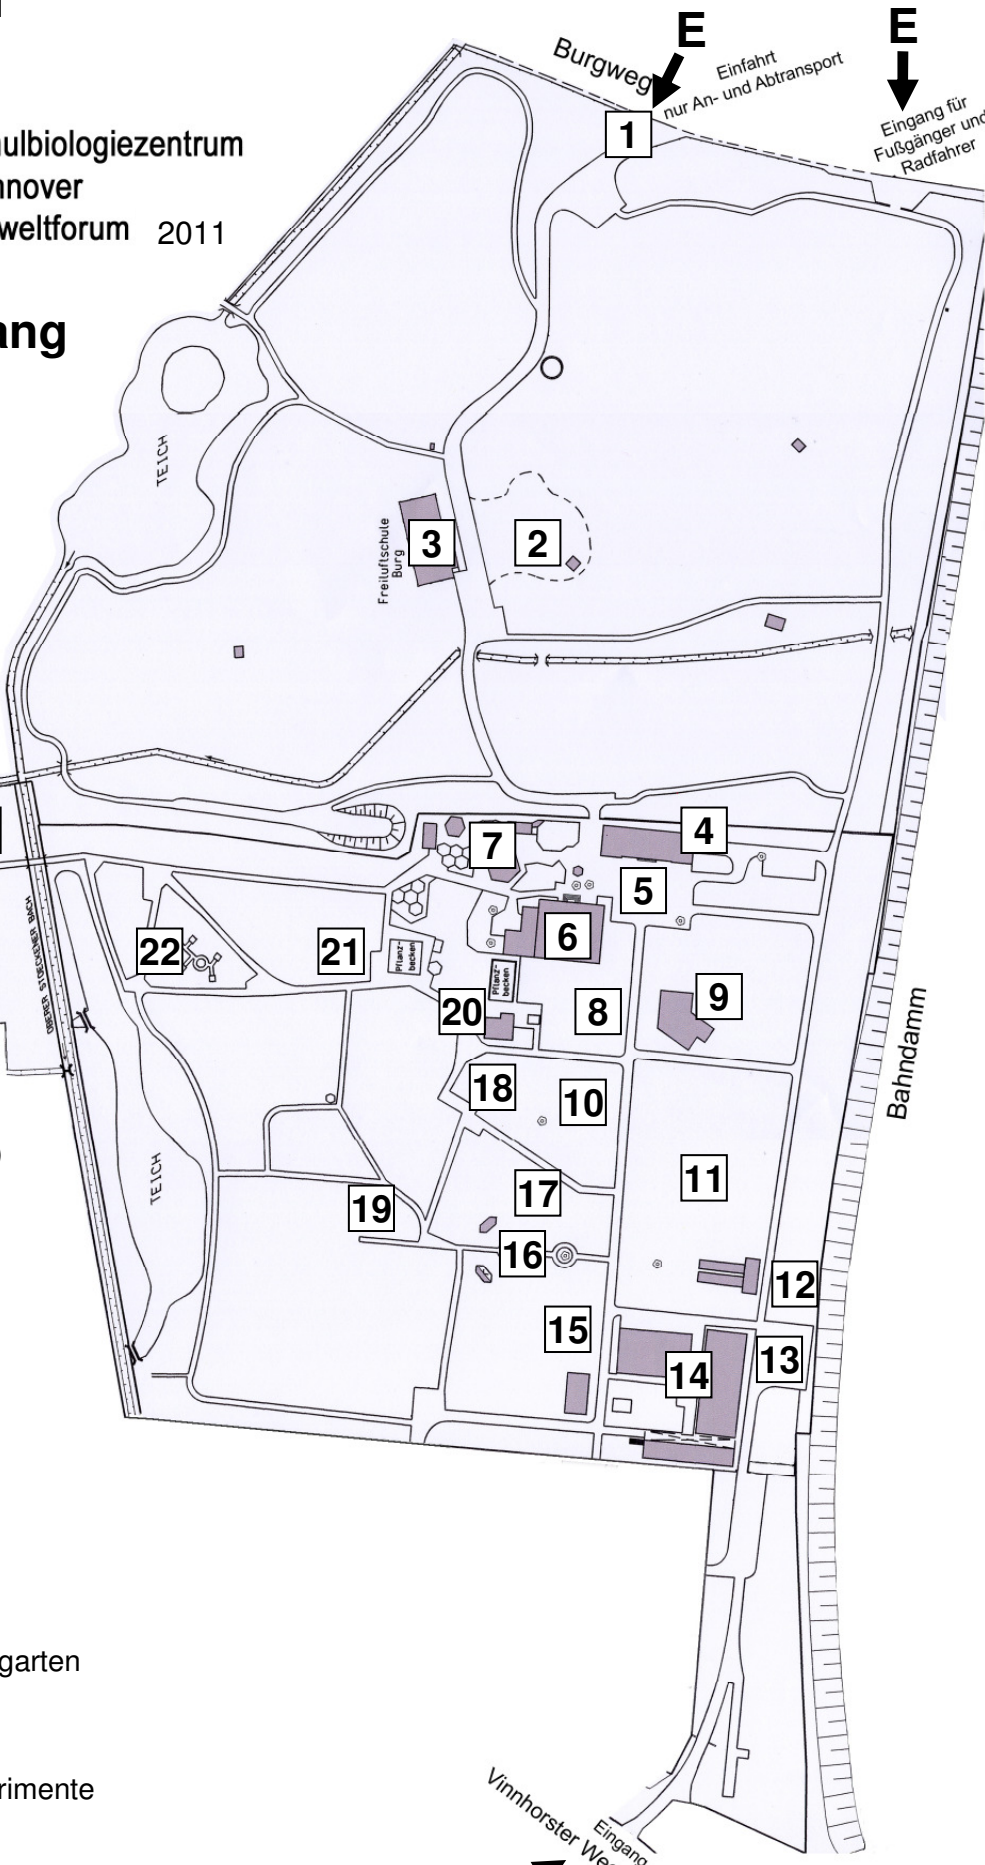 E
E
Burgweg
Einfahrt
nur An- und Abtransport
Eingang für
Fußgänger und
Radfahrer
1
ulbiologiezentrum
nnover
weltforum 2011
ang
TEICH
Freiluftschule
Burg
3
2
4
7
5
6
22
21
Pflanz-
becken
Pflanz-
becken
OBERER STOECKENER BACH
20
8
9
Bahndamm
18
10
11
17
19
TEICH
16
12
15
13
14
garten
rimente
Vinnhorster We
Eingang